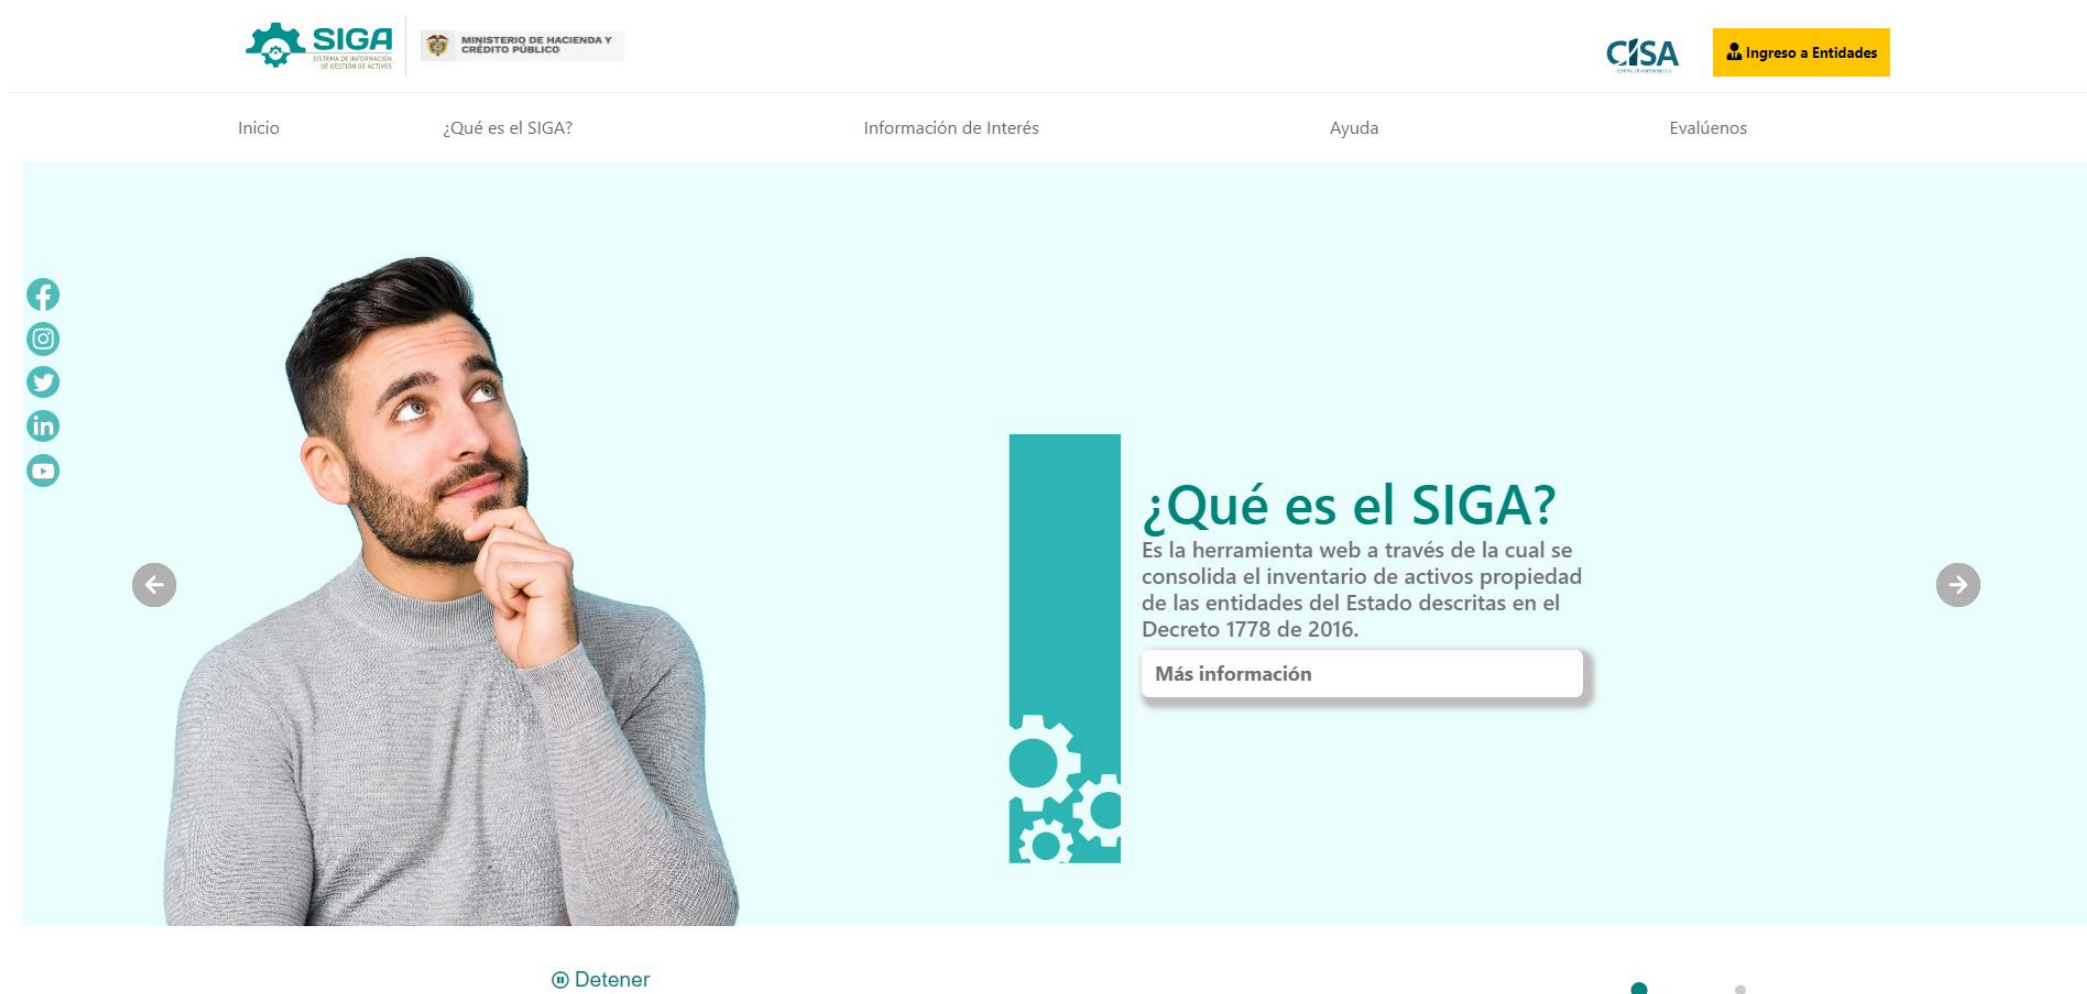 SIGA
SISTEMA DE INFORMACIÓN
DE GESTIÓN DE ACTIVOS
MINISTERIO DE HACIENDA Y
CRÉDITO PÚBLICO
CISA
Ingreso a Entidades
Inicio
¿Qué es el SIGA?
Información de Interés
Ayuda
Evalúenos
¿Qué es el SIGA?
Es la herramienta web a través de la cual se
consolida el inventario de activos propiedad
de las entidades del Estado descritas en el
Decreto 1778 de 2016.
Más información
Detener